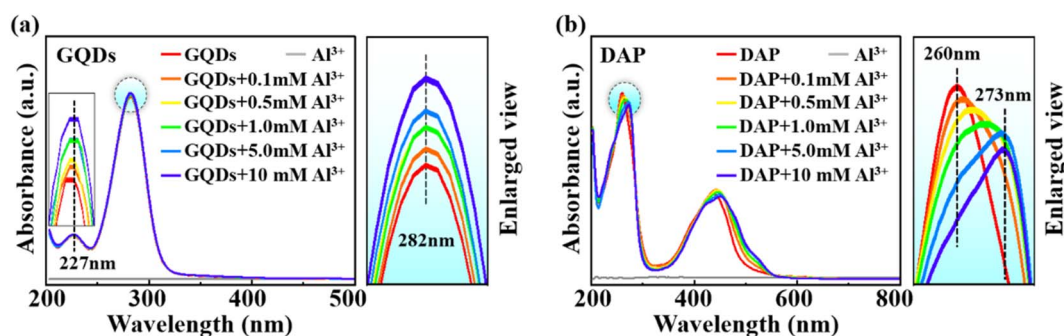 (a)
GQDs
GQDs
Al³⁺
GQDs+0.1mM Al³⁺
GQDs+0.5mM Al³⁺
GQDs+1.0mM Al³⁺
GQDs+5.0mM Al³⁺
GQDs+10 mM Al³⁺
227nm
Absorbance (a.u.)
200
300
400
500
Wavelength (nm)
282nm
Enlarged view
(b)
DAP
DAP
Al³⁺
DAP+0.1mM Al³⁺
DAP+0.5mM Al³⁺
DAP+1.0mM Al³⁺
DAP+5.0mM Al³⁺
DAP+10 mM Al³⁺
Absorbance (a.u.)
200
400
600
800
Wavelength (nm)
260nm
273nm
Enlarged view